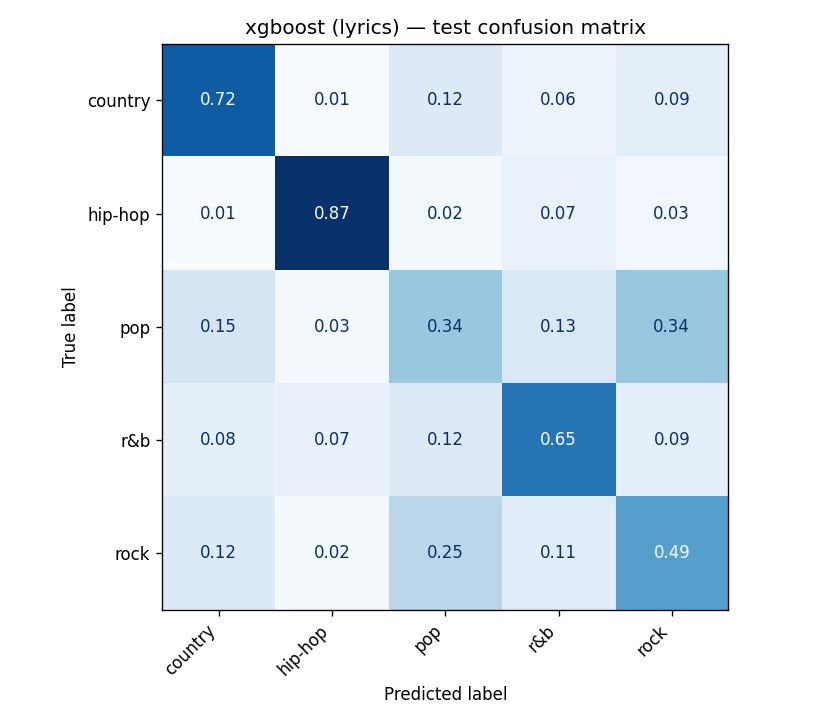 xgboost (lyrics) — test confusion matrix
country 0.72 0.01 0.12 0.06 0.09
hip-hop 0.01 0.87 0.02 0.07 0.03
pop 0.15 0.03 0.34 0.13 0.34
r&b 0.08 0.07 0.12 0.65 0.09
rock 0.12 0.02 0.25 0.11 0.49
True label
country hip-hop pop r&b rock
Predicted label